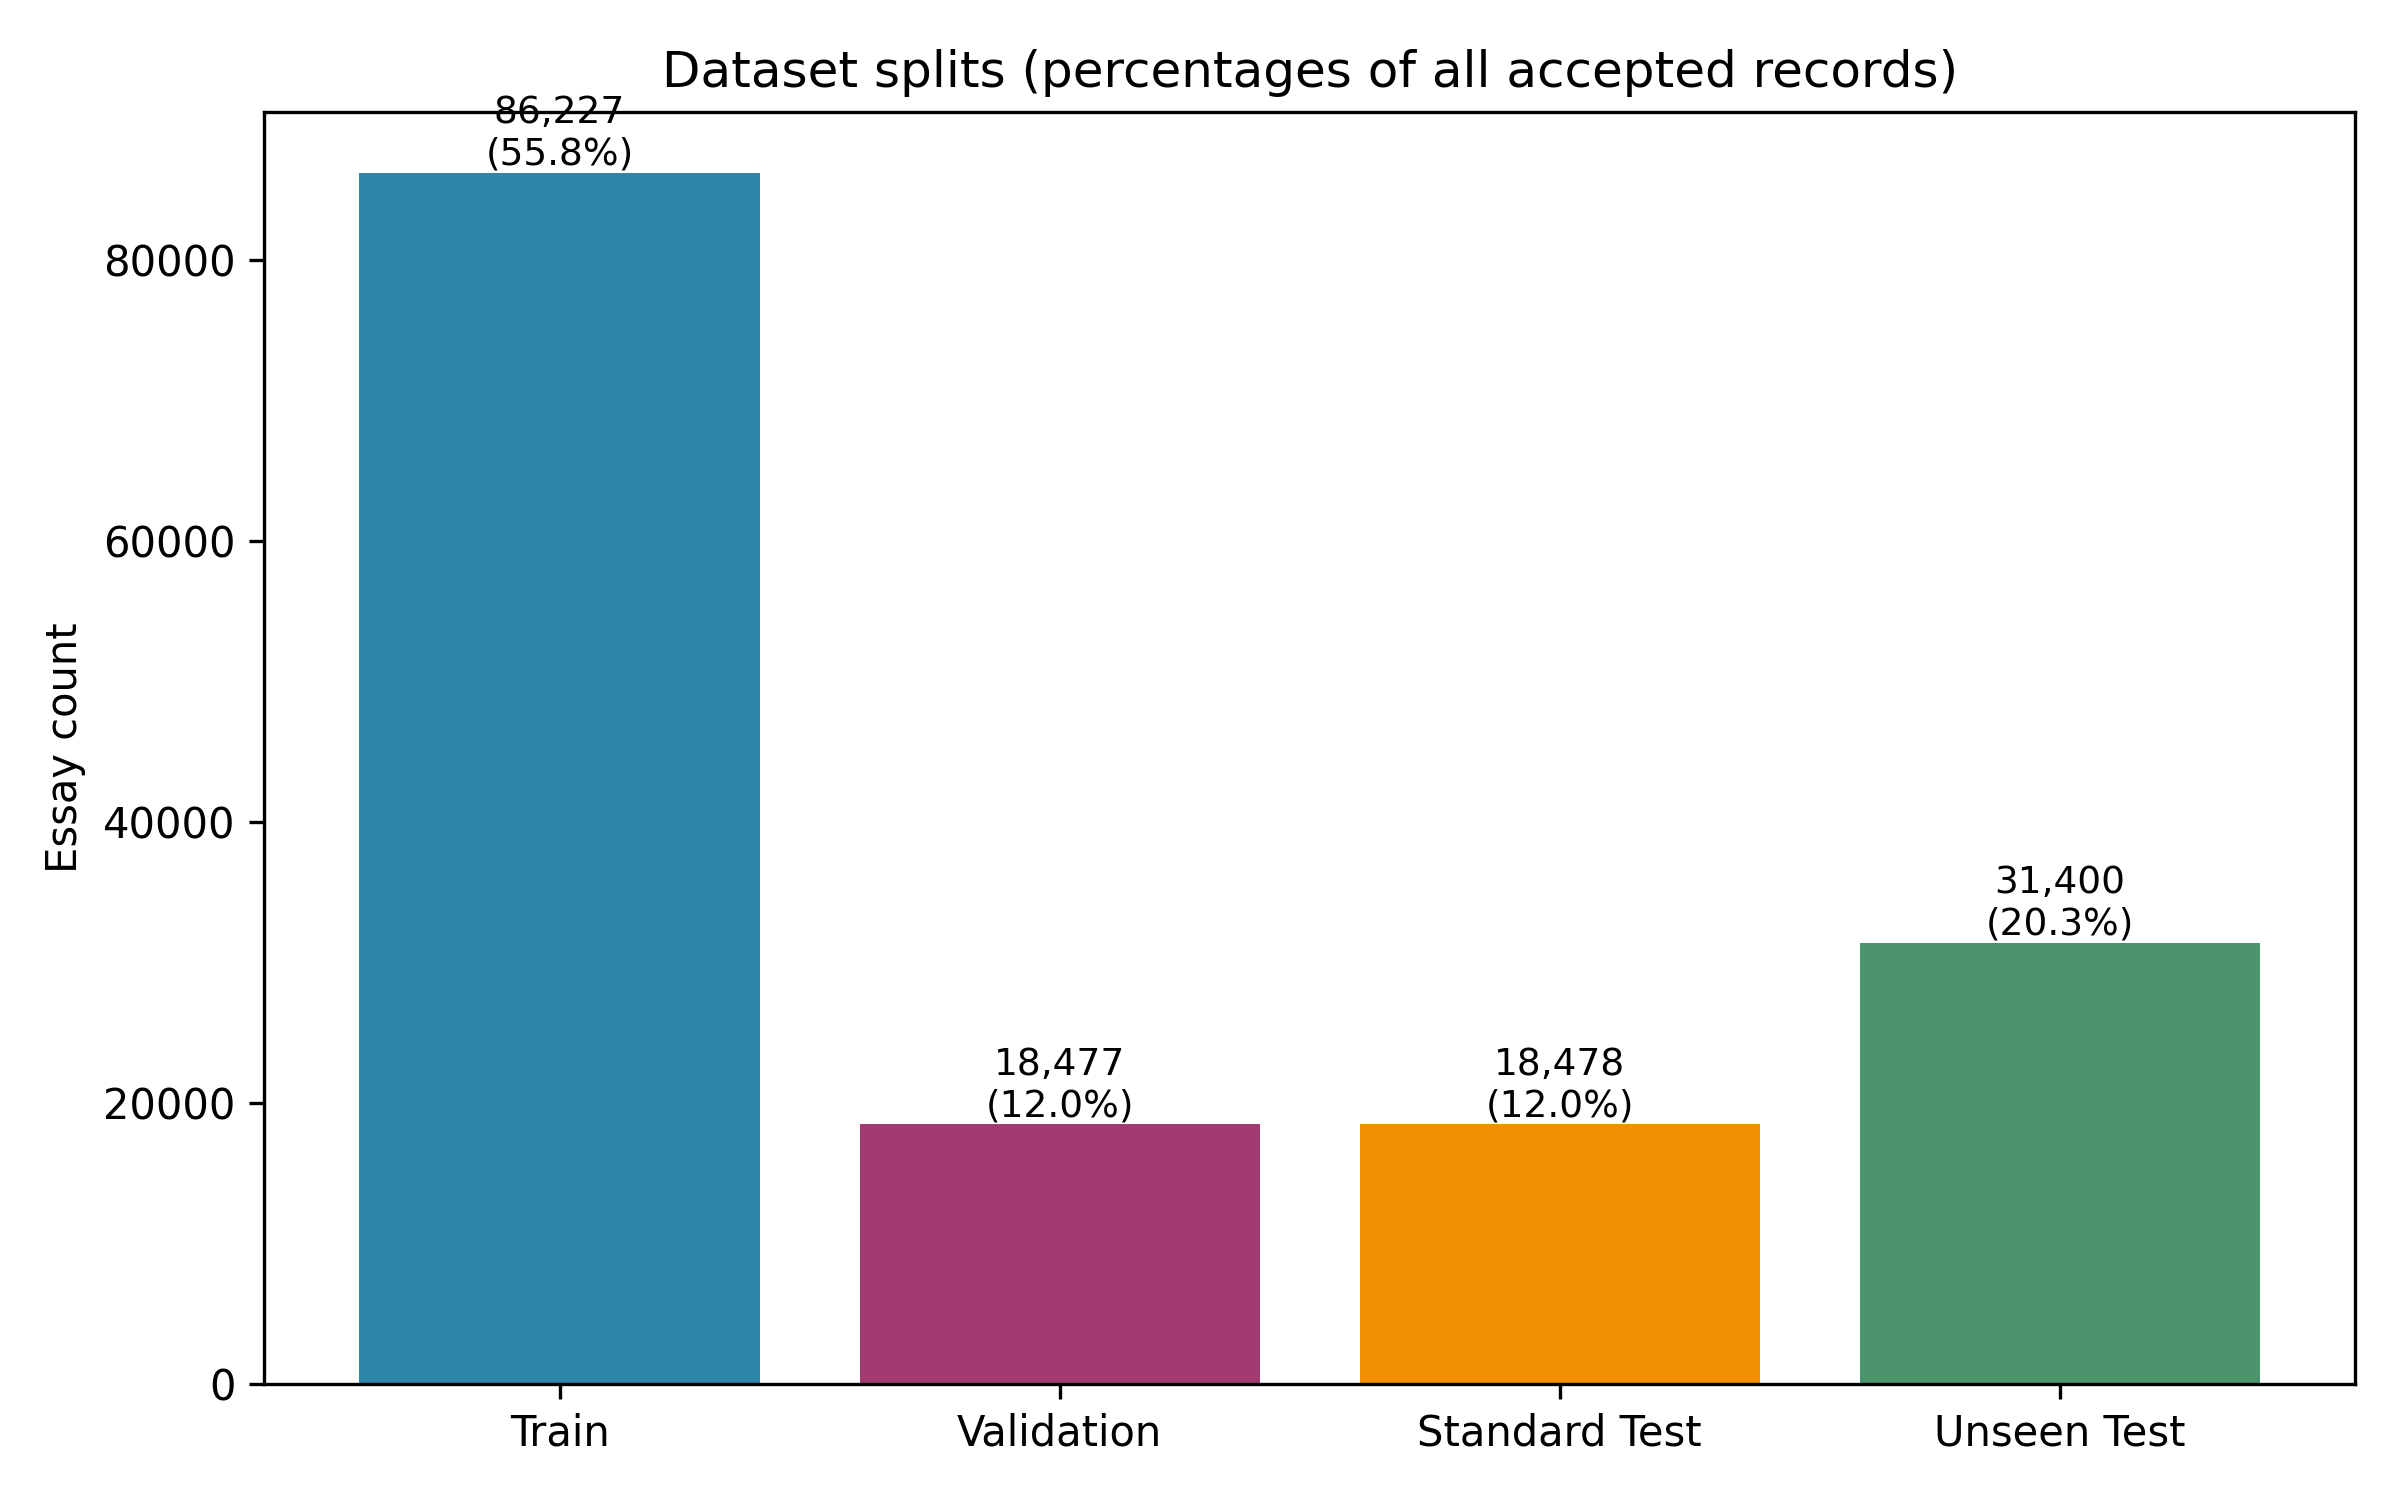 Dataset splits (percentages of all accepted records)
86,227
(55.8%)
80000
60000
40000
20000
0
Essay count
31,400
(20.3%)
18,477
(12.0%)
18,478
(12.0%)
Train
Validation
Standard Test
Unseen Test